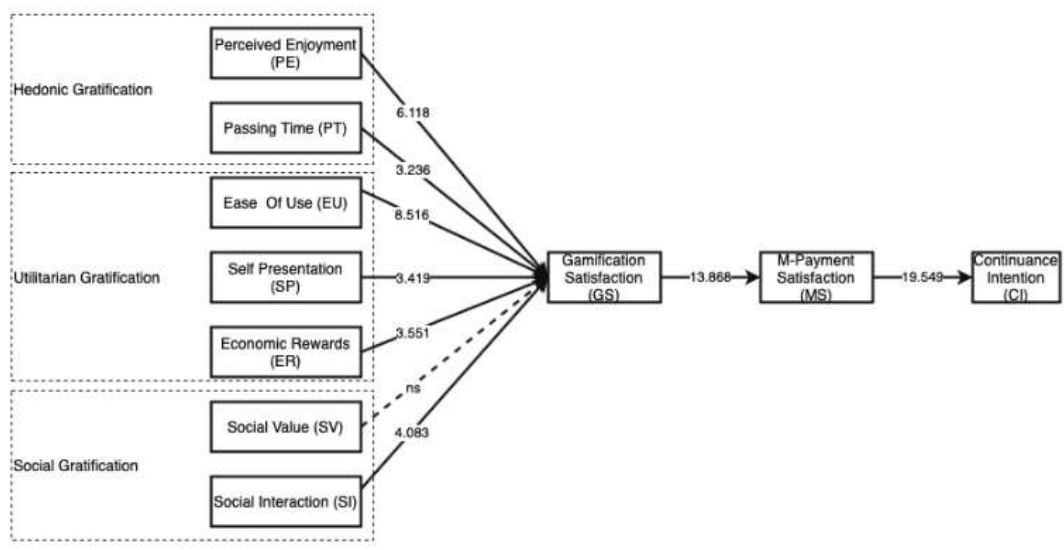 Hedonic Gratification
Perceived Enjoyment
(PE)
Passing Time (PT)
Utilitarian Gratification
Ease Of Use (EU)
Self Presentation
(SP)
Economic Rewards
(ER)
Social Gratification
Social Value (SV)
Social Interaction (SI)
6.118
3.236
8.516
3.419
3.551
ns
4.083
Gamification
Satisfaction
(GS)
13.868
M-Payment
Satisfaction
(MS)
19.549
Continuance
Intention
(CI)